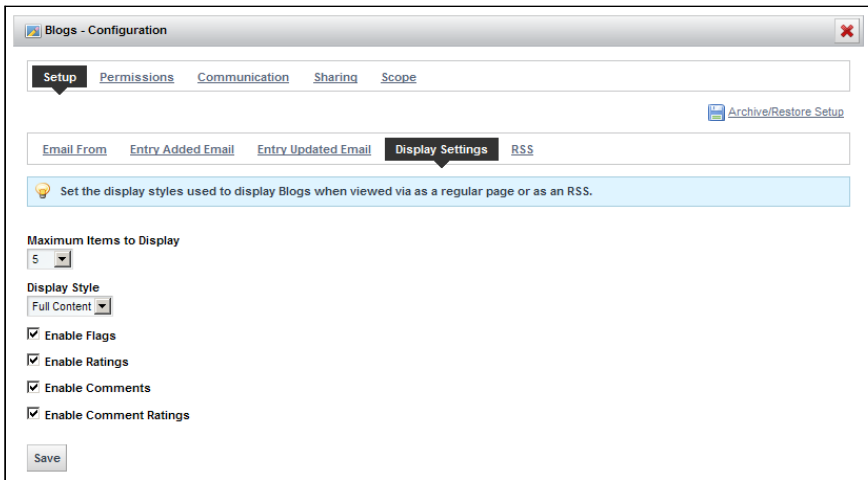 Blogs - Configuration
Setup Permissions Communication Sharing Scope
Archive/Restore Setup
Email From Entry Added Email Entry Updated Email Display Settings RSS
Set the display styles used to display Blogs when viewed via as a regular page or as an RSS.
Maximum Items to Display
5
Display Style
Full Content
Enable Flags
Enable Ratings
Enable Comments
Enable Comment Ratings
Save